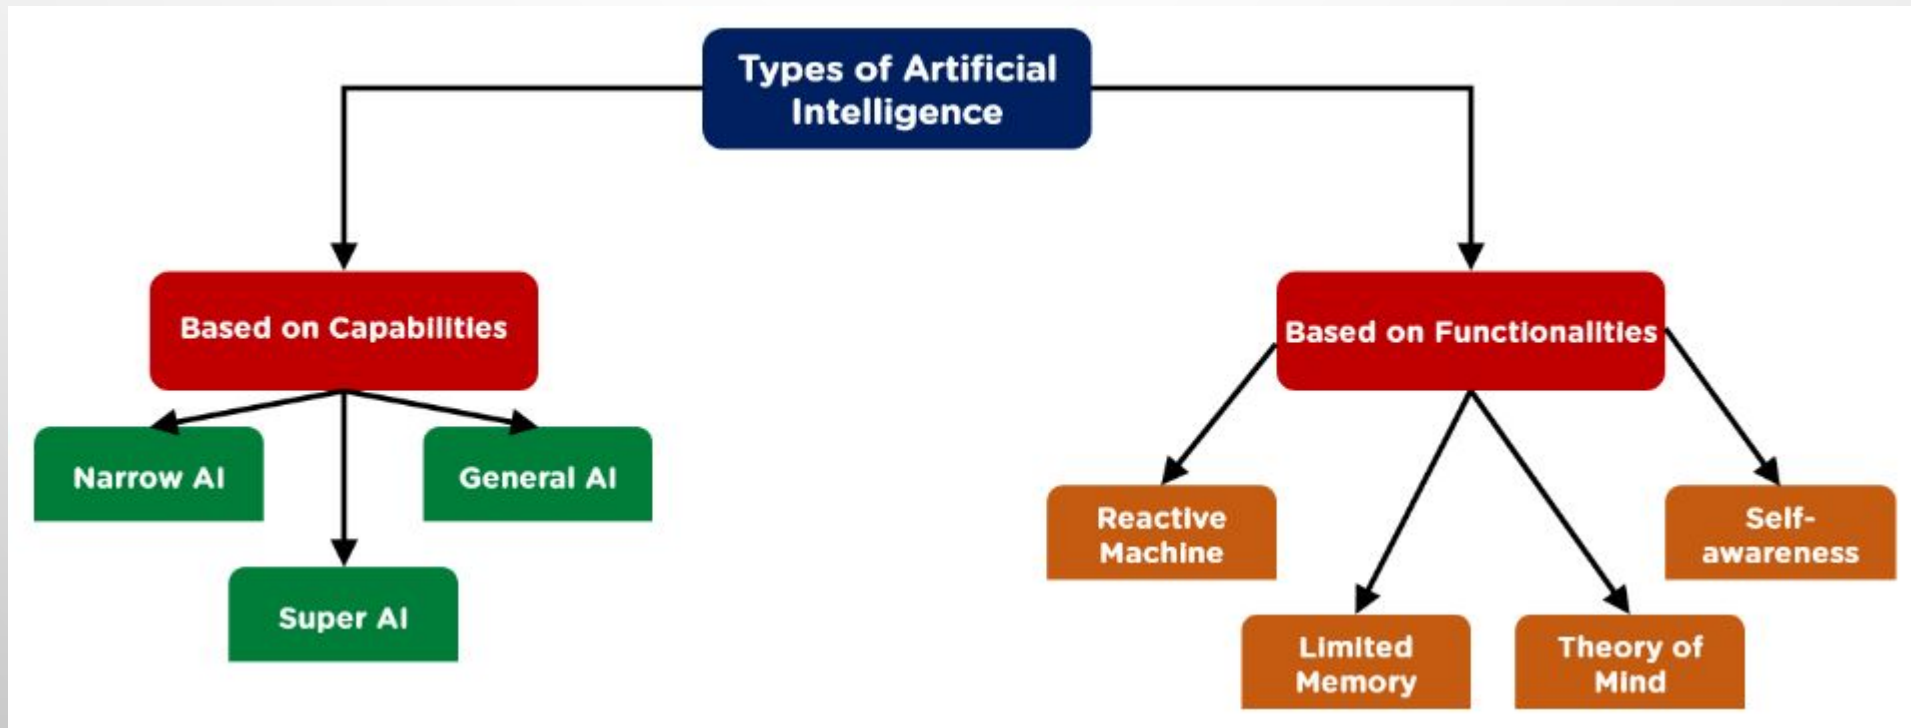 Types of Artificial
Intelligence
Based on Capabilities
Based on Functionalities
Narrow AI
General AI
Super AI
Reactive
Machine
Limited
Memory
Theory of
Mind
Self-
awareness